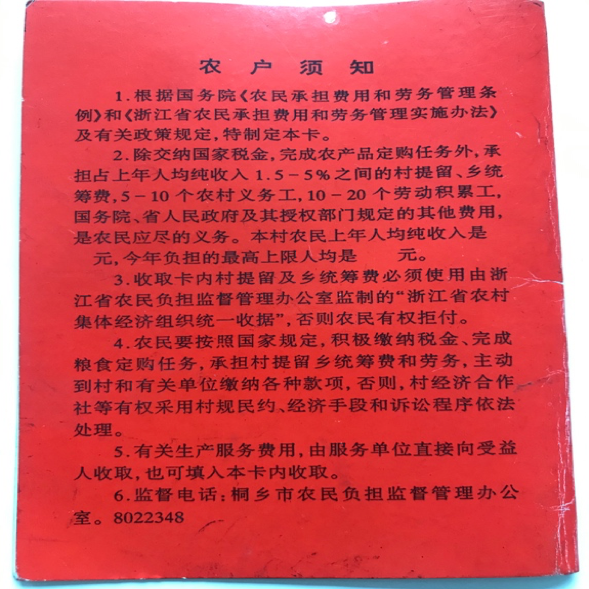 农户须知
1.根据国务院《农民承担费用和劳务管理条
例》和《浙江省农民承担费用和劳务管理实施办法》
及有关政策规定,特制定本卡。
2.除交纳国家税金,完成农产品定购任务外,承
担占上年人均纯收入1.5-5%之间的村提留、乡统
筹费,5-10个农村义务工,10-20个劳动积累工,
国务院、省人民政府及其授权部门规定的其他费用,
是农民应尽的义务。本村农民上年人均纯收入是
元,今年负担的最高上限人均是 元。
3.收取卡内村提留及乡统筹费必须使用由浙
江省农民负担监督管理办公室监制的“浙江省农村
集体经济组织统一收据”,否则农民有权拒付。
4.农民要按照国家规定,积极缴纳税金、完成
粮食定购任务,承担村提留乡统筹费和劳务,主动
到村和有关单位缴纳各种款项,否则,村经济合作
社等有权采用村规民约、经济手段和诉讼程序依法
处理。
5.有关生产服务费用,由服务单位直接向受益
人收取,也可填入本卡内收取。
6.监督电话:桐乡市农民负担监督管理办公
室。8022348